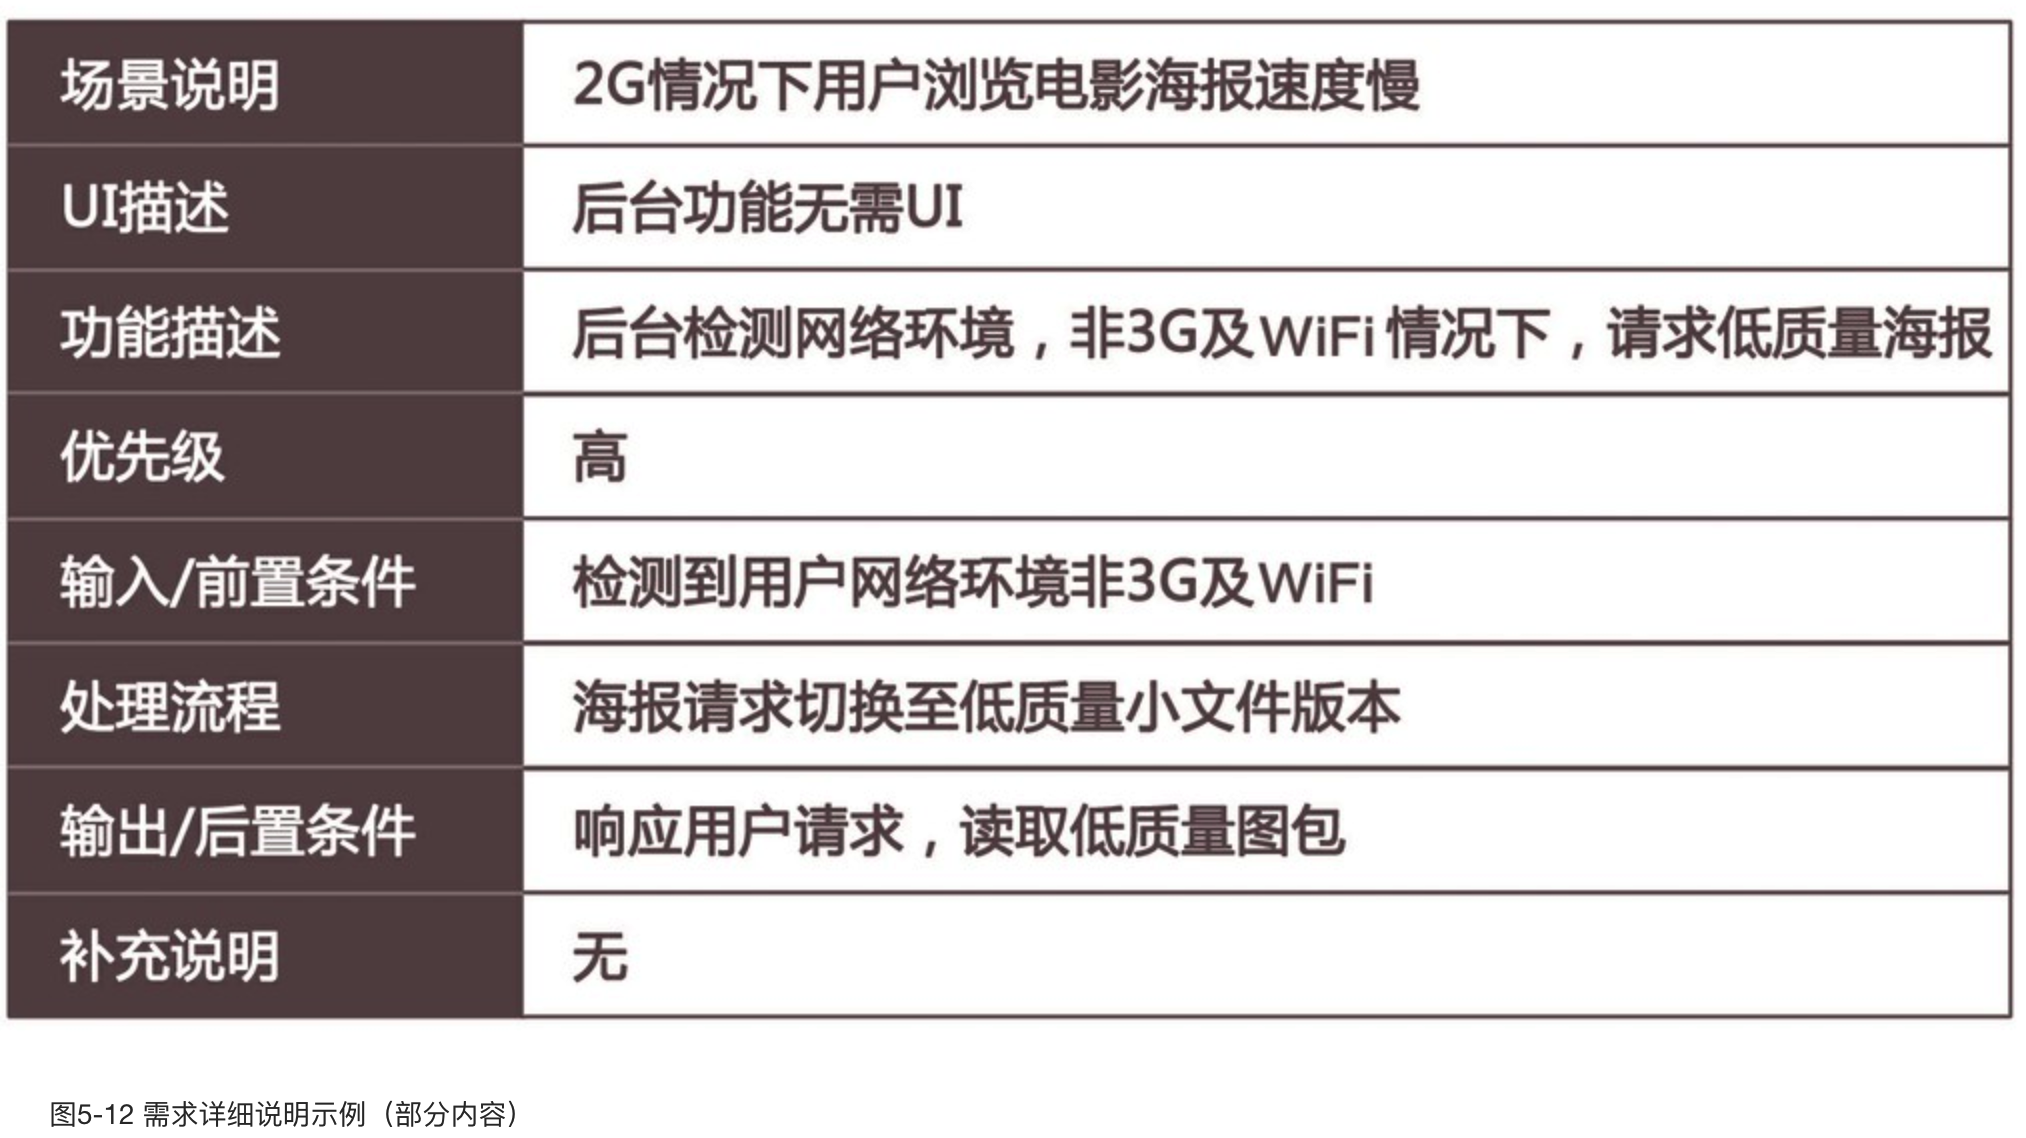 场景说明 2G情况下用户浏览电影海报速度慢
UI描述 后台功能无需UI
功能描述 后台检测网络环境，非3G及WiFi情况下，请求低质量海报
优先级 高
输入/前置条件 检测到用户网络环境非3G及WiFi
处理流程 海报请求切换至低质量小文件版本
输出/后置条件 响应用户请求，读取低质量图包
补充说明 无
图5-12 需求详细说明示例（部分内容）